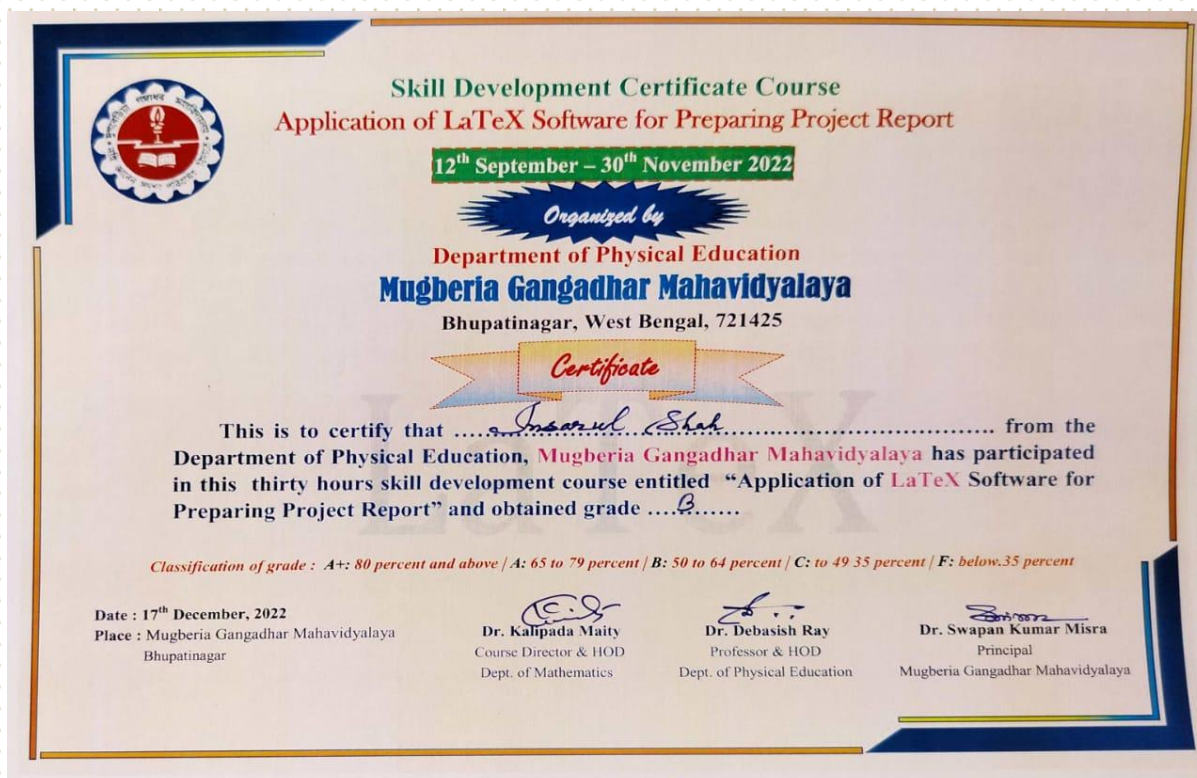 Skill Development Certificate Course
Application of LaTeX Software for Preparing Project Report
12th September – 30th November 2022
Organized by
Department of Physical Education
Mugberia Gangadhar Mahavidyalaya
Bhupatinagar, West Bengal, 721425
Certificate
LaTeX
This is to certify that .....Insarul Shah.......................................... from the
Department of Physical Education, Mugberia Gangadhar Mahavidyalaya has participated
in this thirty hours skill development course entitled “Application of LaTeX Software for
Preparing Project Report” and obtained grade ....B......
Classification of grade : A+: 80 percent and above / A: 65 to 79 percent / B: 50 to 64 percent / C: to 49 35 percent / F: below.35 percent
Date : 17th December, 2022
Place : Mugberia Gangadhar Mahavidyalaya
Bhupatinagar
Dr. Kalipada Maity
Course Director & HOD
Dept. of Mathematics
Dr. Debasish Ray
Professor & HOD
Dept. of Physical Education
Dr. Swapan Kumar Misra
Principal
Mugberia Gangadhar Mahavidyalaya